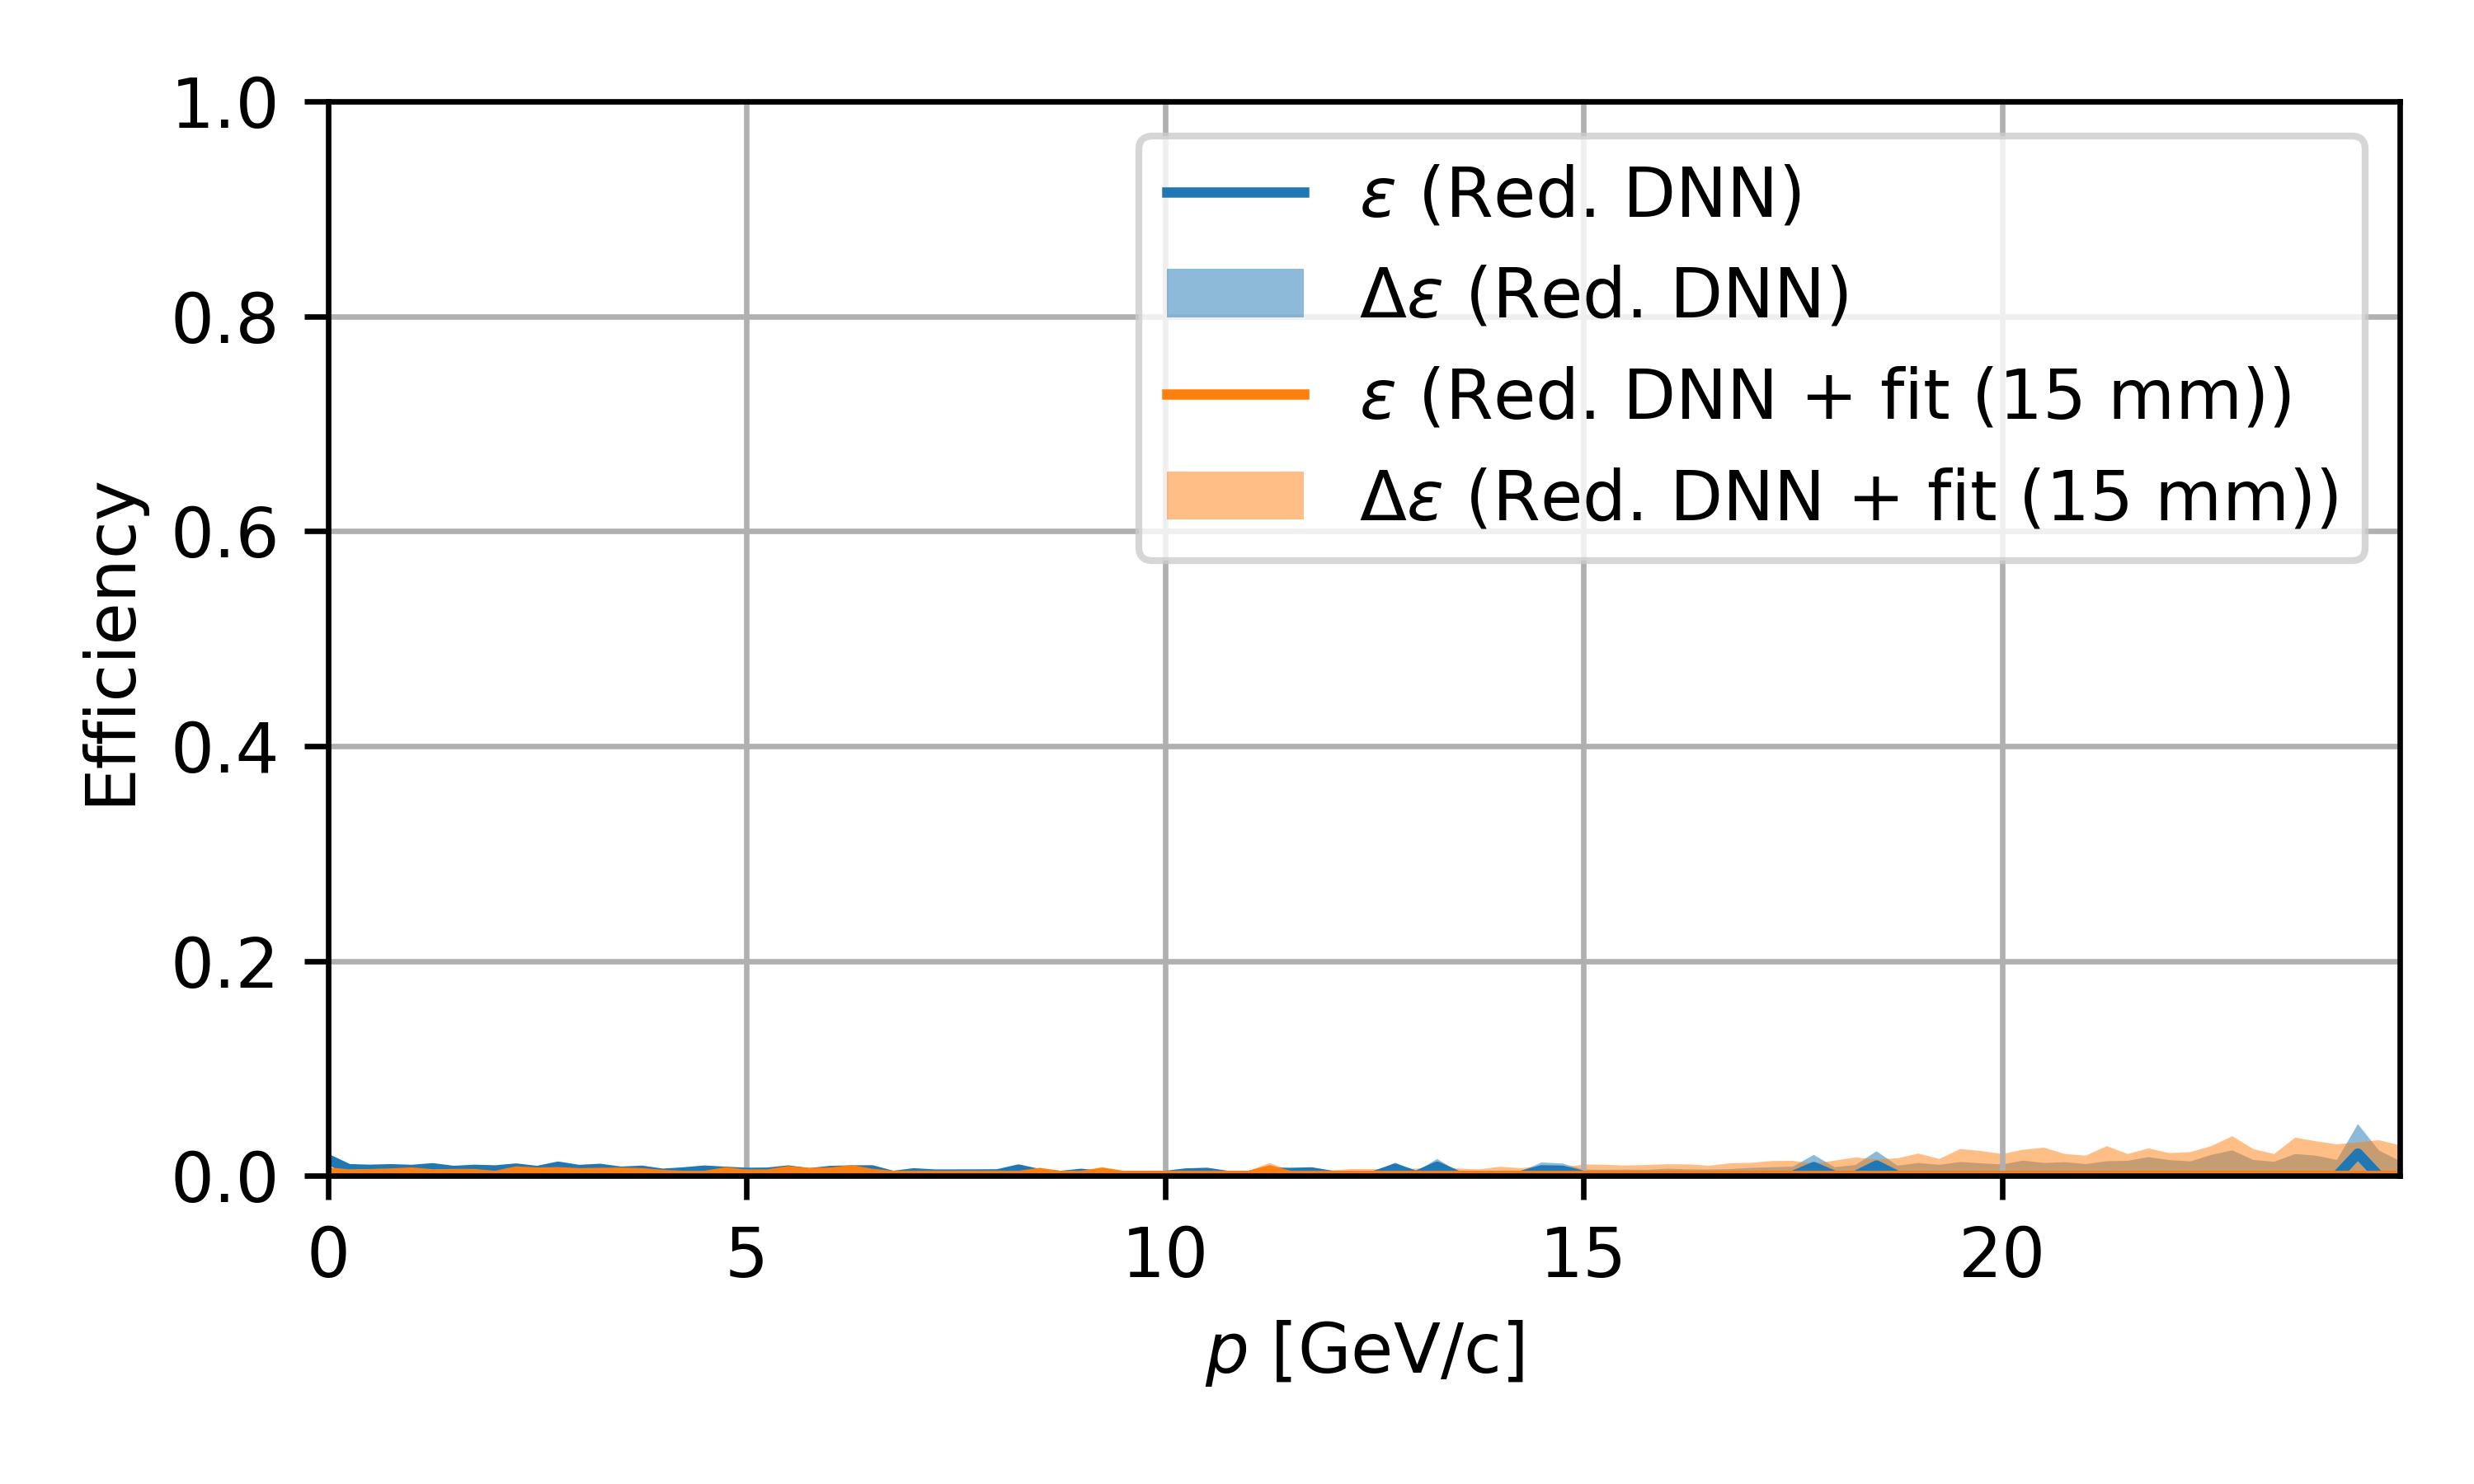 1.0
0.8
0.6
0.4
0.2
0.0
Efficiency
ε (Red. DNN)
Δε (Red. DNN)
ε (Red. DNN + fit (15 mm))
Δε (Red. DNN + fit (15 mm))
0 5 10 15 20
p [GeV/c]